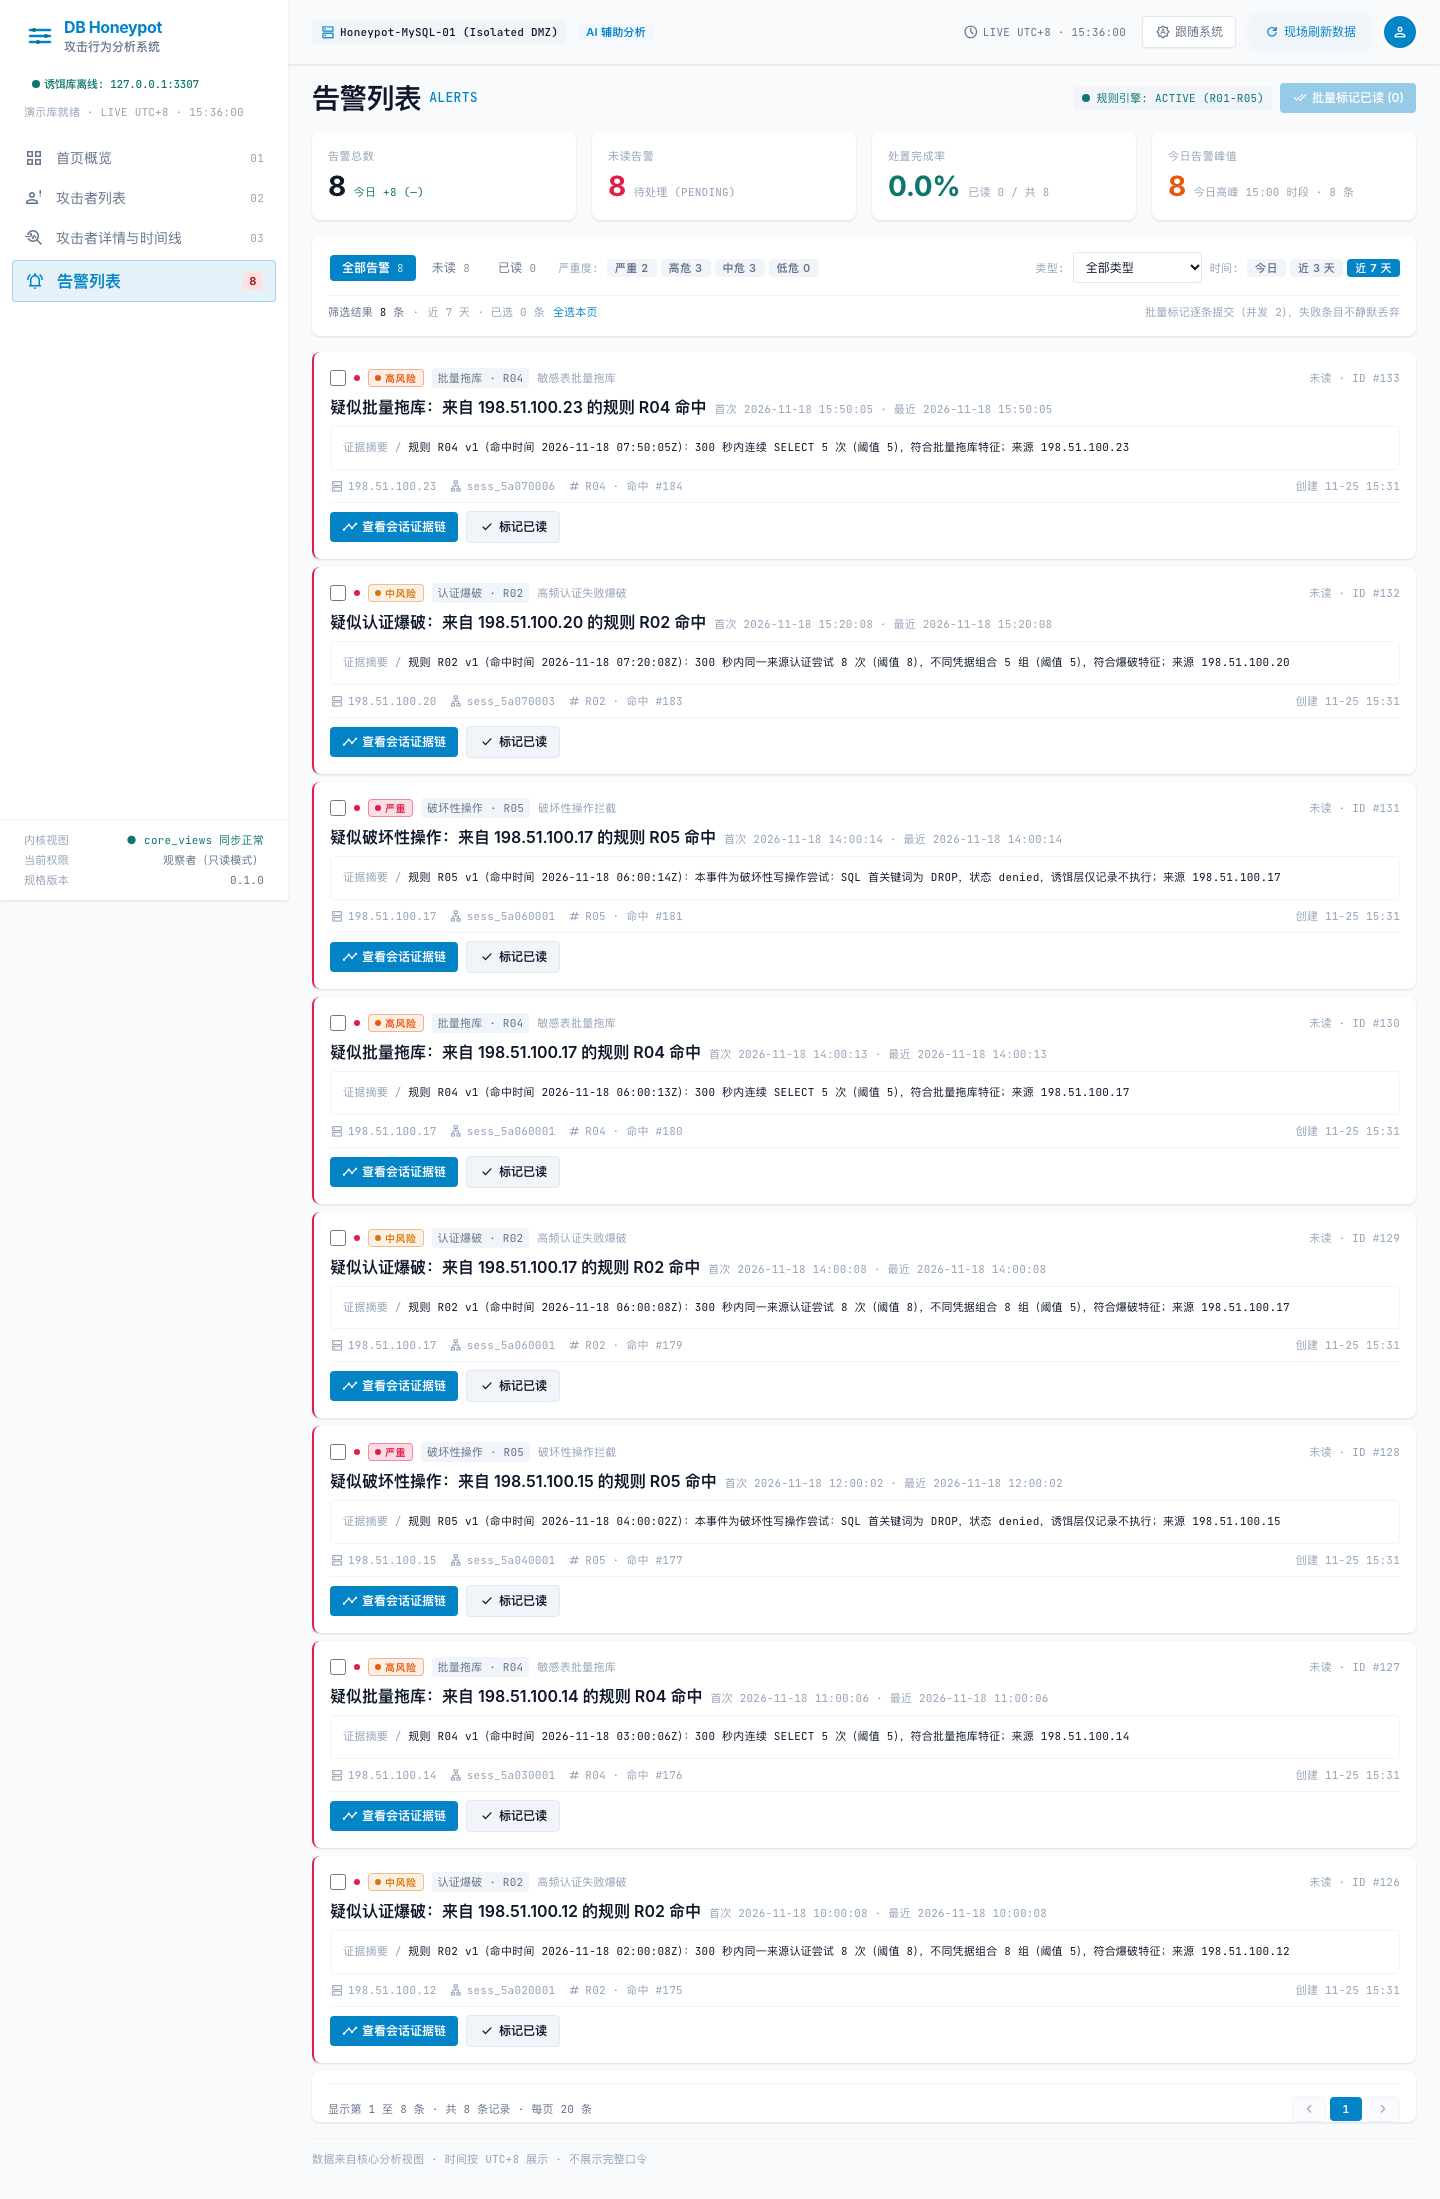 DB Honeypot
攻击行为分析系统
诱饵库离线: 127.0.0.1:3307
演示库就绪 · LIVE UTC+8 · 15:36:00
首页概览 01
攻击者列表 02
攻击者详情与时间线 03
告警列表 8
内核视图 core_views 同步正常
当前权限 观察者 (只读模式)
规格版本 0.1.0
Honeypot-MySQL-01 (Isolated DMZ) AI 辅助分析
LIVE UTC+8 · 15:36:00 跟随系统 现场刷新数据
告警列表 ALERTS
规则引擎: ACTIVE (R01-R05) 批量标记已读 (0)
告警总数
8 今日 +8 (—)
未读告警
8 待处理 (PENDING)
处置完成率
0.0% 已读 0 / 共 8
今日告警峰值
8 今日高峰 15:00 时段 · 8 条
全部告警 8 未读 8 已读 0 严重度: 严重 2 高危 3 中危 3 低危 0
类型: 全部类型 时间: 今日 近 3 天 近 7 天
筛选结果 8 条 · 近 7 天 · 已选 0 条 全选本页
批量标记逐条提交 (并发 2), 失败条目不静默丢弃
高风险 批量拖库 · R04 敏感表批量拖库 未读 · ID #133
疑似批量拖库：来自 198.51.100.23 的规则 R04 命中 首次 2026-11-18 15:50:05 · 最近 2026-11-18 15:50:05
证据摘要 / 规则 R04 v1 (命中时间 2026-11-18 07:50:05Z)：300 秒内连续 SELECT 5 次 (阈值 5), 符合批量拖库特征; 来源 198.51.100.23
198.51.100.23 sess_5a070006 R04 · 命中 #184 创建 11-25 15:31
查看会话证据链 标记已读
中风险 认证爆破 · R02 高频认证失败爆破 未读 · ID #132
疑似认证爆破：来自 198.51.100.20 的规则 R02 命中 首次 2026-11-18 15:20:08 · 最近 2026-11-18 15:20:08
证据摘要 / 规则 R02 v1 (命中时间 2026-11-18 07:20:08Z)：300 秒内同一来源认证尝试 8 次 (阈值 8), 不同凭据组合 5 组 (阈值 5), 符合爆破特征; 来源 198.51.100.20
198.51.100.20 sess_5a070003 R02 · 命中 #183 创建 11-25 15:31
查看会话证据链 标记已读
严重 破坏性操作 · R05 破坏性操作拦截 未读 · ID #131
疑似破坏性操作：来自 198.51.100.17 的规则 R05 命中 首次 2026-11-18 14:00:14 · 最近 2026-11-18 14:00:14
证据摘要 / 规则 R05 v1 (命中时间 2026-11-18 06:00:14Z)：本事件为破坏性写操作尝试：SQL 首关键词为 DROP, 状态 denied, 诱饵层仅记录不执行; 来源 198.51.100.17
198.51.100.17 sess_5a060001 R05 · 命中 #181 创建 11-25 15:31
查看会话证据链 标记已读
高风险 批量拖库 · R04 敏感表批量拖库 未读 · ID #130
疑似批量拖库：来自 198.51.100.17 的规则 R04 命中 首次 2026-11-18 14:00:13 · 最近 2026-11-18 14:00:13
证据摘要 / 规则 R04 v1 (命中时间 2026-11-18 06:00:13Z)：300 秒内连续 SELECT 5 次 (阈值 5), 符合批量拖库特征; 来源 198.51.100.17
198.51.100.17 sess_5a060001 R04 · 命中 #180 创建 11-25 15:31
查看会话证据链 标记已读
中风险 认证爆破 · R02 高频认证失败爆破 未读 · ID #129
疑似认证爆破：来自 198.51.100.17 的规则 R02 命中 首次 2026-11-18 14:00:08 · 最近 2026-11-18 14:00:08
证据摘要 / 规则 R02 v1 (命中时间 2026-11-18 06:00:08Z)：300 秒内同一来源认证尝试 8 次 (阈值 8), 不同凭据组合 8 组 (阈值 5), 符合爆破特征; 来源 198.51.100.17
198.51.100.17 sess_5a060001 R02 · 命中 #179 创建 11-25 15:31
查看会话证据链 标记已读
严重 破坏性操作 · R05 破坏性操作拦截 未读 · ID #128
疑似破坏性操作：来自 198.51.100.15 的规则 R05 命中 首次 2026-11-18 12:00:02 · 最近 2026-11-18 12:00:02
证据摘要 / 规则 R05 v1 (命中时间 2026-11-18 04:00:02Z)：本事件为破坏性写操作尝试：SQL 首关键词为 DROP, 状态 denied, 诱饵层仅记录不执行; 来源 198.51.100.15
198.51.100.15 sess_5a040001 R05 · 命中 #177 创建 11-25 15:31
查看会话证据链 标记已读
高风险 批量拖库 · R04 敏感表批量拖库 未读 · ID #127
疑似批量拖库：来自 198.51.100.14 的规则 R04 命中 首次 2026-11-18 11:00:06 · 最近 2026-11-18 11:00:06
证据摘要 / 规则 R04 v1 (命中时间 2026-11-18 03:00:06Z)：300 秒内连续 SELECT 5 次 (阈值 5), 符合批量拖库特征; 来源 198.51.100.14
198.51.100.14 sess_5a030001 R04 · 命中 #176 创建 11-25 15:31
查看会话证据链 标记已读
中风险 认证爆破 · R02 高频认证失败爆破 未读 · ID #126
疑似认证爆破：来自 198.51.100.12 的规则 R02 命中 首次 2026-11-18 10:00:08 · 最近 2026-11-18 10:00:08
证据摘要 / 规则 R02 v1 (命中时间 2026-11-18 02:00:08Z)：300 秒内同一来源认证尝试 8 次 (阈值 8), 不同凭据组合 8 组 (阈值 5), 符合爆破特征; 来源 198.51.100.12
198.51.100.12 sess_5a020001 R02 · 命中 #175 创建 11-25 15:31
查看会话证据链 标记已读
显示第 1 至 8 条 · 共 8 条记录 · 每页 20 条 1
数据来自核心分析视图 · 时间按 UTC+8 展示 · 不展示完整口令